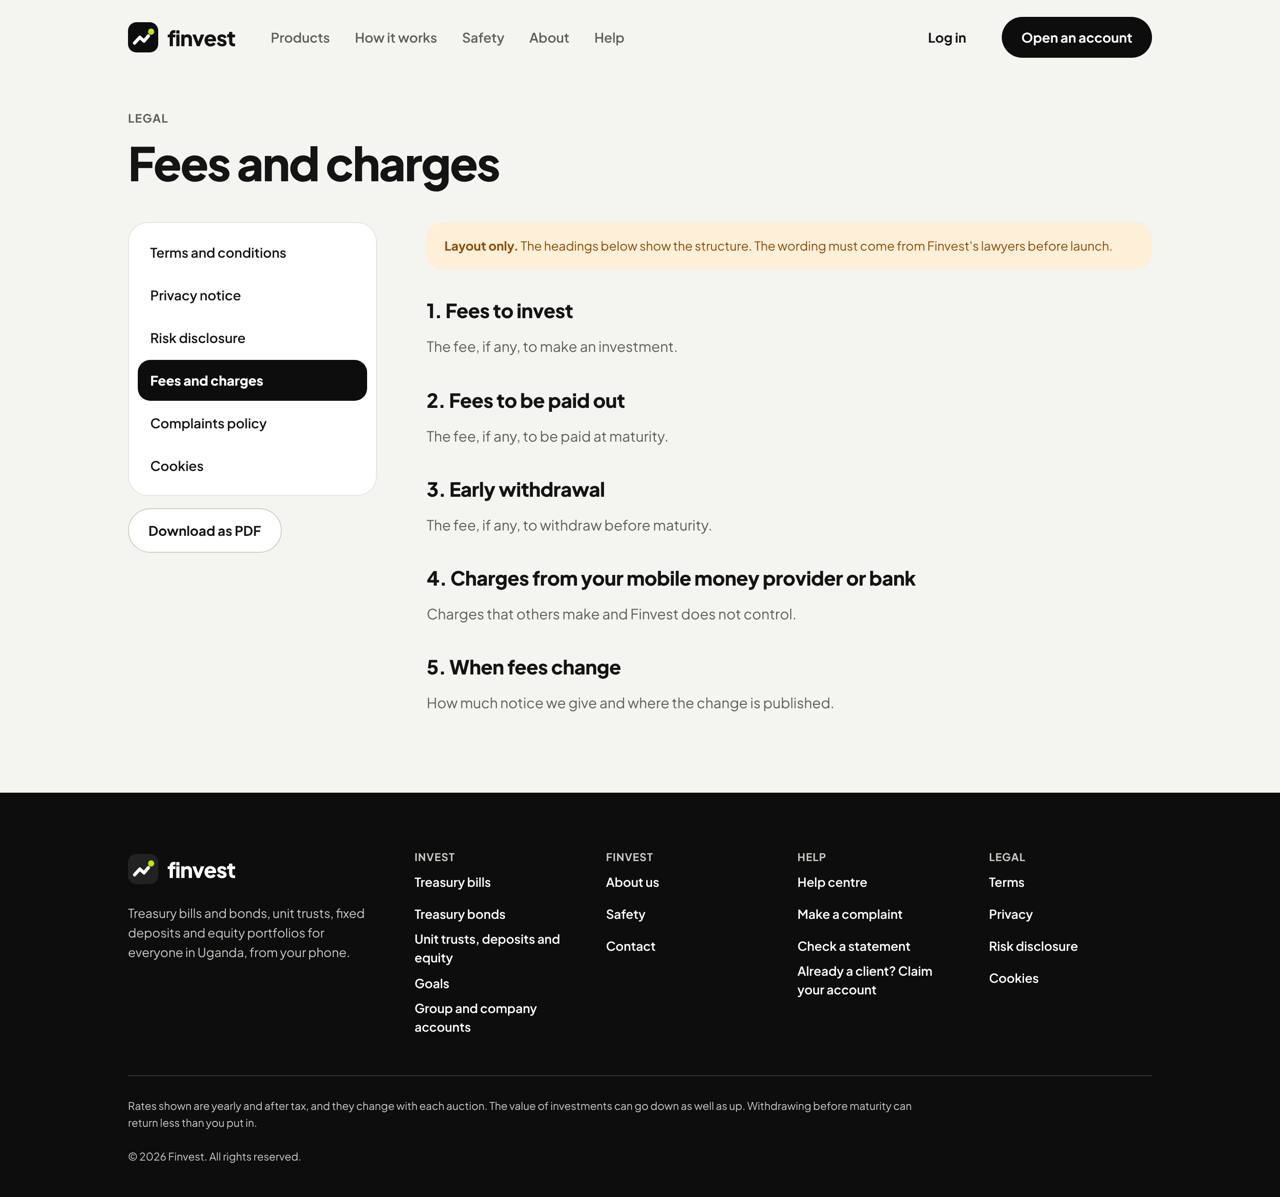 finvest
Products
How it works
Safety
About
Help
Log in
Open an account
LEGAL
Fees and charges
Terms and conditions
Privacy notice
Risk disclosure
Fees and charges
Complaints policy
Cookies
Download as PDF
Layout only. The headings below show the structure. The wording must come from Finvest's lawyers before launch.
1. Fees to invest
The fee, if any, to make an investment.
2. Fees to be paid out
The fee, if any, to be paid at maturity.
3. Early withdrawal
The fee, if any, to withdraw before maturity.
4. Charges from your mobile money provider or bank
Charges that others make and Finvest does not control.
5. When fees change
How much notice we give and where the change is published.
finvest
Treasury bills and bonds, unit trusts, fixed
deposits and equity portfolios for
everyone in Uganda, from your phone.
INVEST
Treasury bills
Treasury bonds
Unit trusts, deposits and
equity
Goals
Group and company
accounts
FINVEST
About us
Safety
Contact
HELP
Help centre
Make a complaint
Check a statement
Already a client? Claim
your account
LEGAL
Terms
Privacy
Risk disclosure
Cookies
Rates shown are yearly and after tax, and they change with each auction. The value of investments can go down as well as up. Withdrawing before maturity can
return less than you put in.
© 2026 Finvest. All rights reserved.